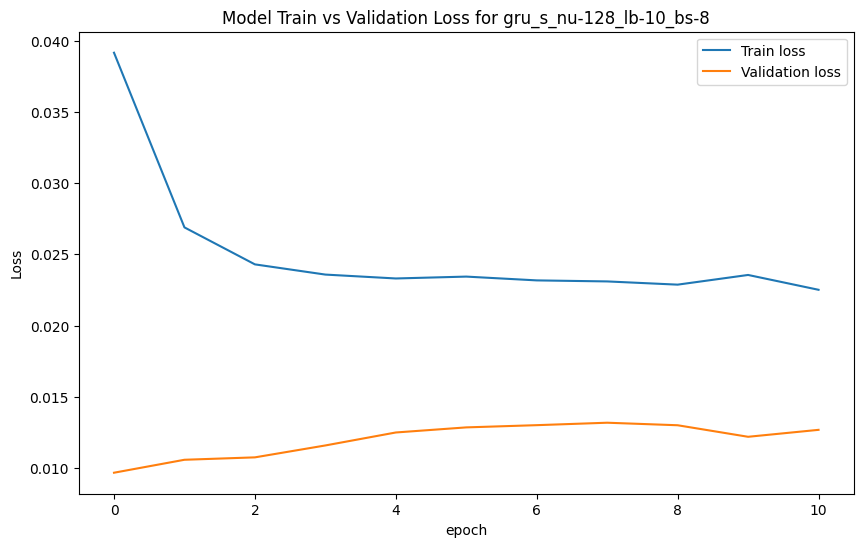 Model Train vs Validation Loss for gru_s_nu-128_lb-10_bs-8
Train loss
Validation loss
0.040
0.035
0.030
0.025
0.020
0.015
0.010
Loss
0 2 4 6 8 10
epoch